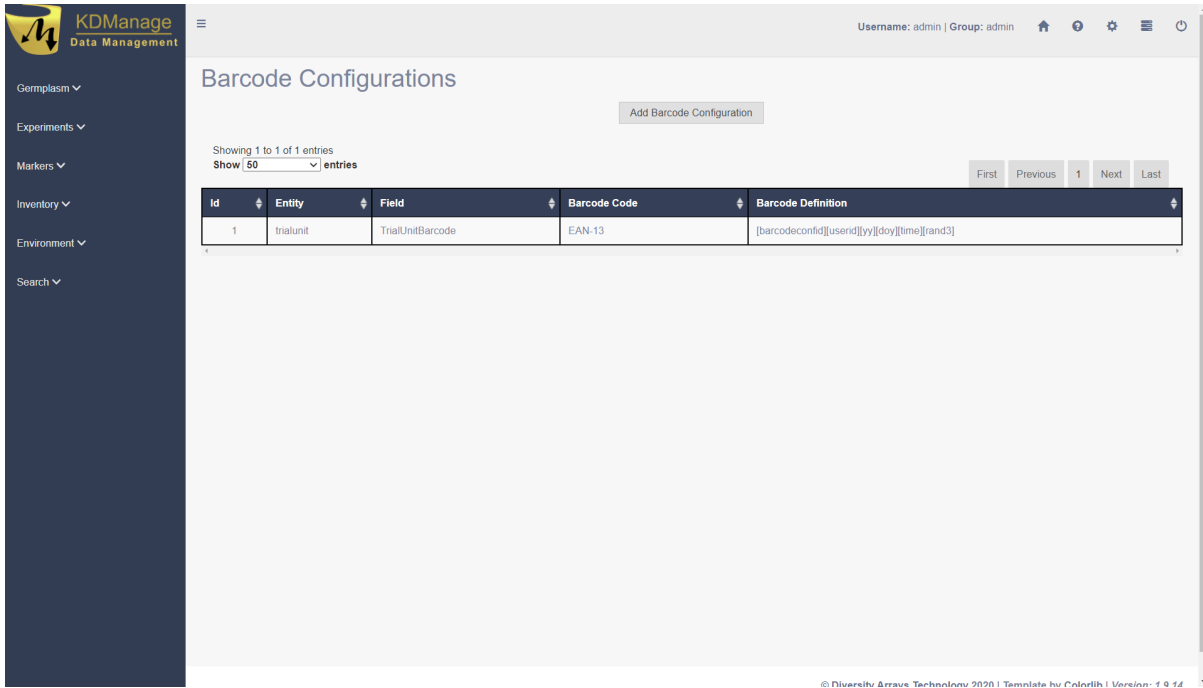 KDManage
Data Management
Username: admin | Group: admin
Germplasm
Experiments
Markers
Inventory
Environment
Search
Barcode Configurations
Add Barcode Configuration
Showing 1 to 1 of 1 entries
Show 50 entries
First Previous 1 Next Last
Id Entity Field Barcode Code Barcode Definition
1 trialunit TrialUnitBarcode EAN-13 [barcodeconfid][userid][yy][doy][time][rand3]
© Diversity Arrays Technology 2020 | Template by Colorlib | Version: 1.9.14